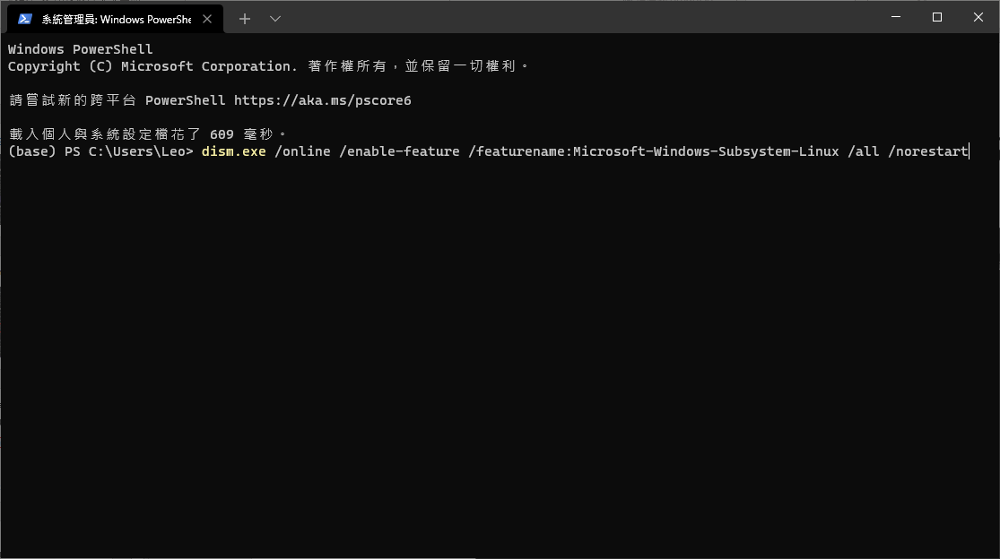 系統管理員: Windows PowerShe
Windows PowerShell
Copyright (C) Microsoft Corporation. 著作權所有，並保留一切權利。
請嘗試新的跨平台 PowerShell https://aka.ms/pscore6
載入個人與系統設定檔花了 609 毫秒。
(base) PS C:\Users\Leo> dism.exe /online /enable-feature /featurename:Microsoft-Windows-Subsystem-Linux /all /norestart